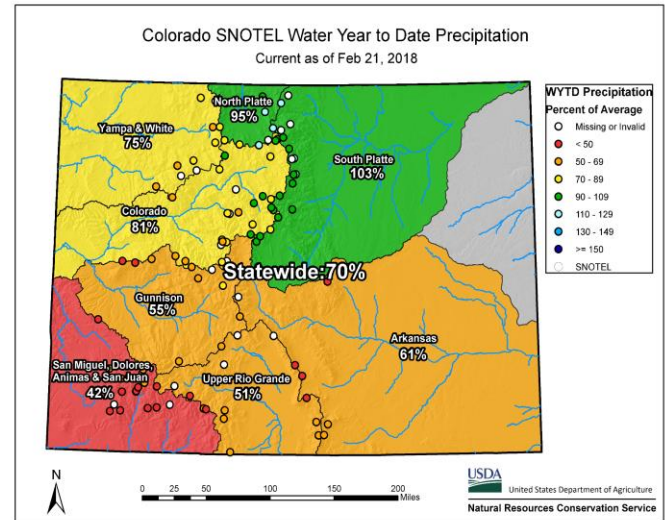 Colorado SNOTEL Water Year to Date Precipitation
Current as of Feb 21, 2018
North Platte
95%
Yampa & White
75%
South Platte
103%
Colorado
81%
Statewide:70%
Gunnison
55%
Arkansas
61%
San Miguel, Dolores,
Animas & San Juan
42%
Upper Rio Grande
51%
WYTD Precipitation
Percent of Average
Missing or Invalid
< 50
50 - 69
70 - 89
90 - 109
110 - 129
130 - 149
>= 150
SNOTEL
N
0 25 50 100 150 200
Miles
USDA
United States Department of Agriculture
Natural Resources Conservation Service